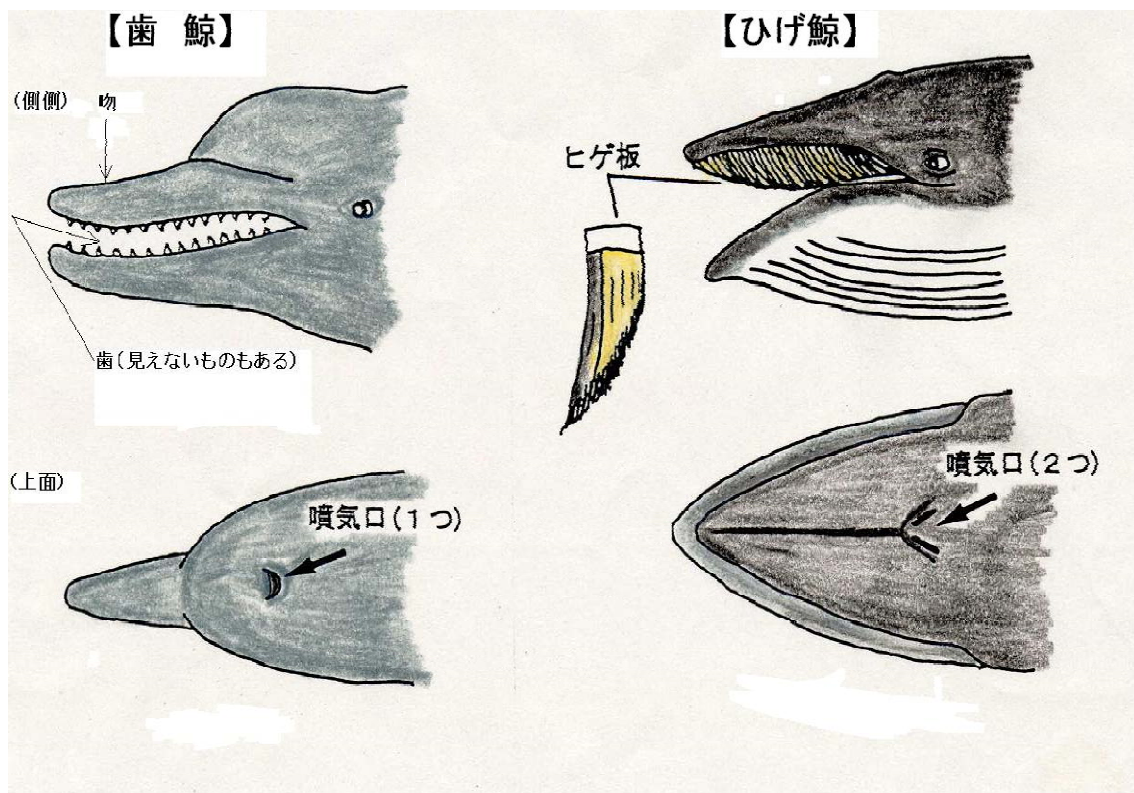 【歯 鯨】
【ひげ鯨】
(側側)
吻
ヒゲ板
歯(見えないものもある)
(上面)
噴気口(1つ)
噴気口(2つ)